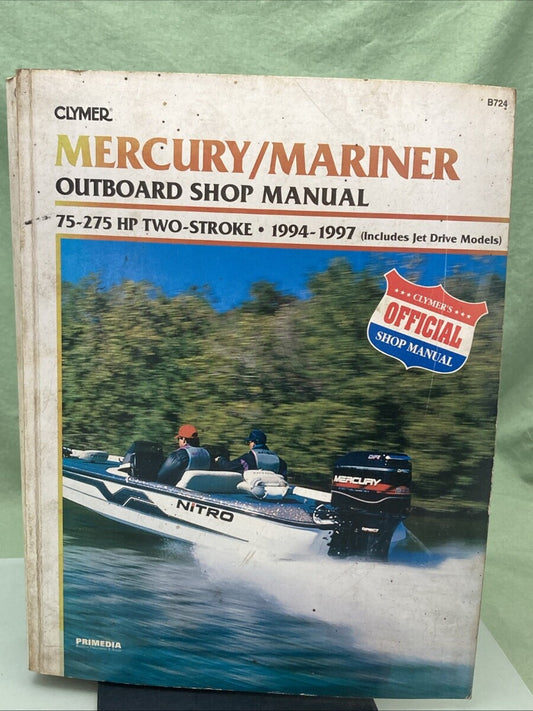 CLYMER®
B724
MERCURY/MARINER
OUTBOARD SHOP MANUAL
75-275 HP TWO-STROKE • 1994-1997 (Includes Jet Drive Models)
CLYMER'S
OFFICIAL
SHOP MANUAL
MERCURY
NITRO
PRIMEDIA